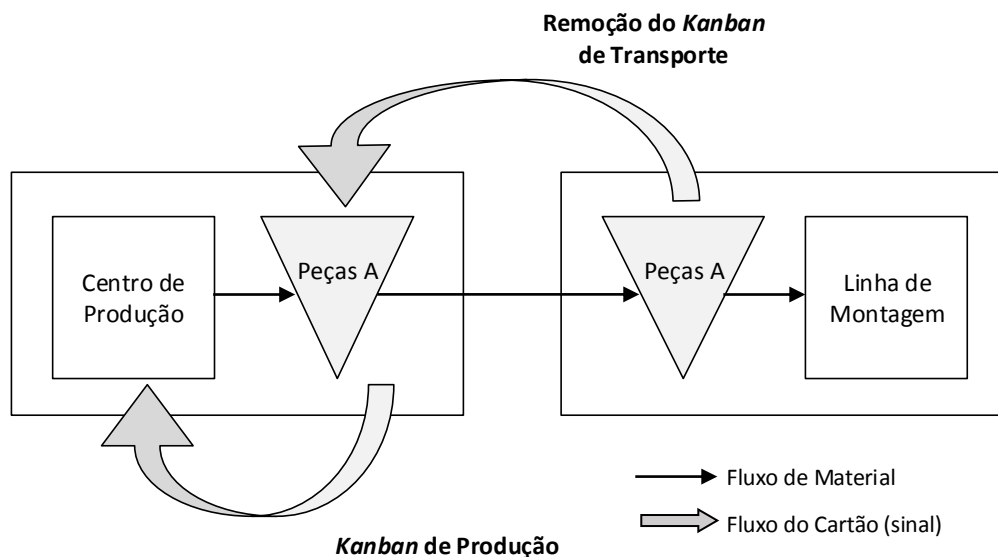 Remoção do Kanban
de Transporte
Centro de
Produção
Peças A
Peças A
Linha de
Montagem
Fluxo de Material
Fluxo do Cartão (sinal)
Kanban de Produção